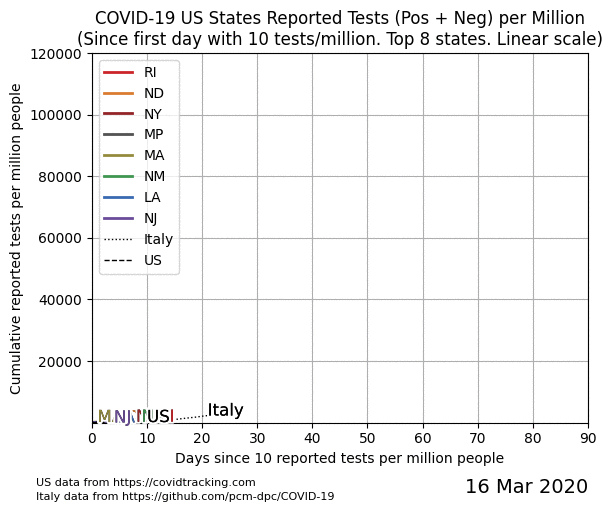 COVID-19 US States Reported Tests (Pos + Neg) per Million
(Since first day with 10 tests/million. Top 8 states. Linear scale)
120000
100000
80000
60000
40000
20000
Cumulative reported tests per million people
RI
ND
NY
MP
MA
NM
LA
NJ
Italy
US
NJ
US
Italy
0 10 20 30 40 50 60 70 80 90
Days since 10 reported tests per million people
US data from https://covidtracking.com
Italy data from https://github.com/pcm-dpc/COVID-19
16 Mar 2020